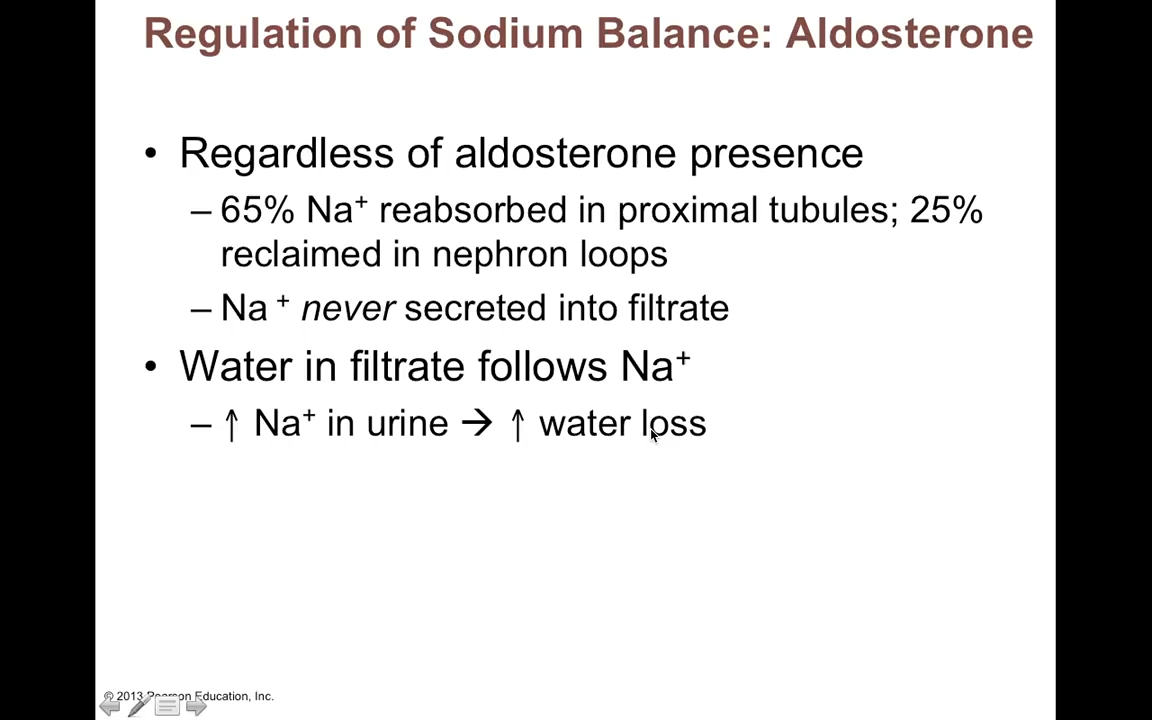 Regulation of Sodium Balance: Aldosterone
• Regardless of aldosterone presence
– 65% Na⁺ reabsorbed in proximal tubules; 25%
reclaimed in nephron loops
– Na ⁺ never secreted into filtrate
• Water in filtrate follows Na⁺
– ↑ Na⁺ in urine → ↑ water loss
© 2013 Pearson Education, Inc.